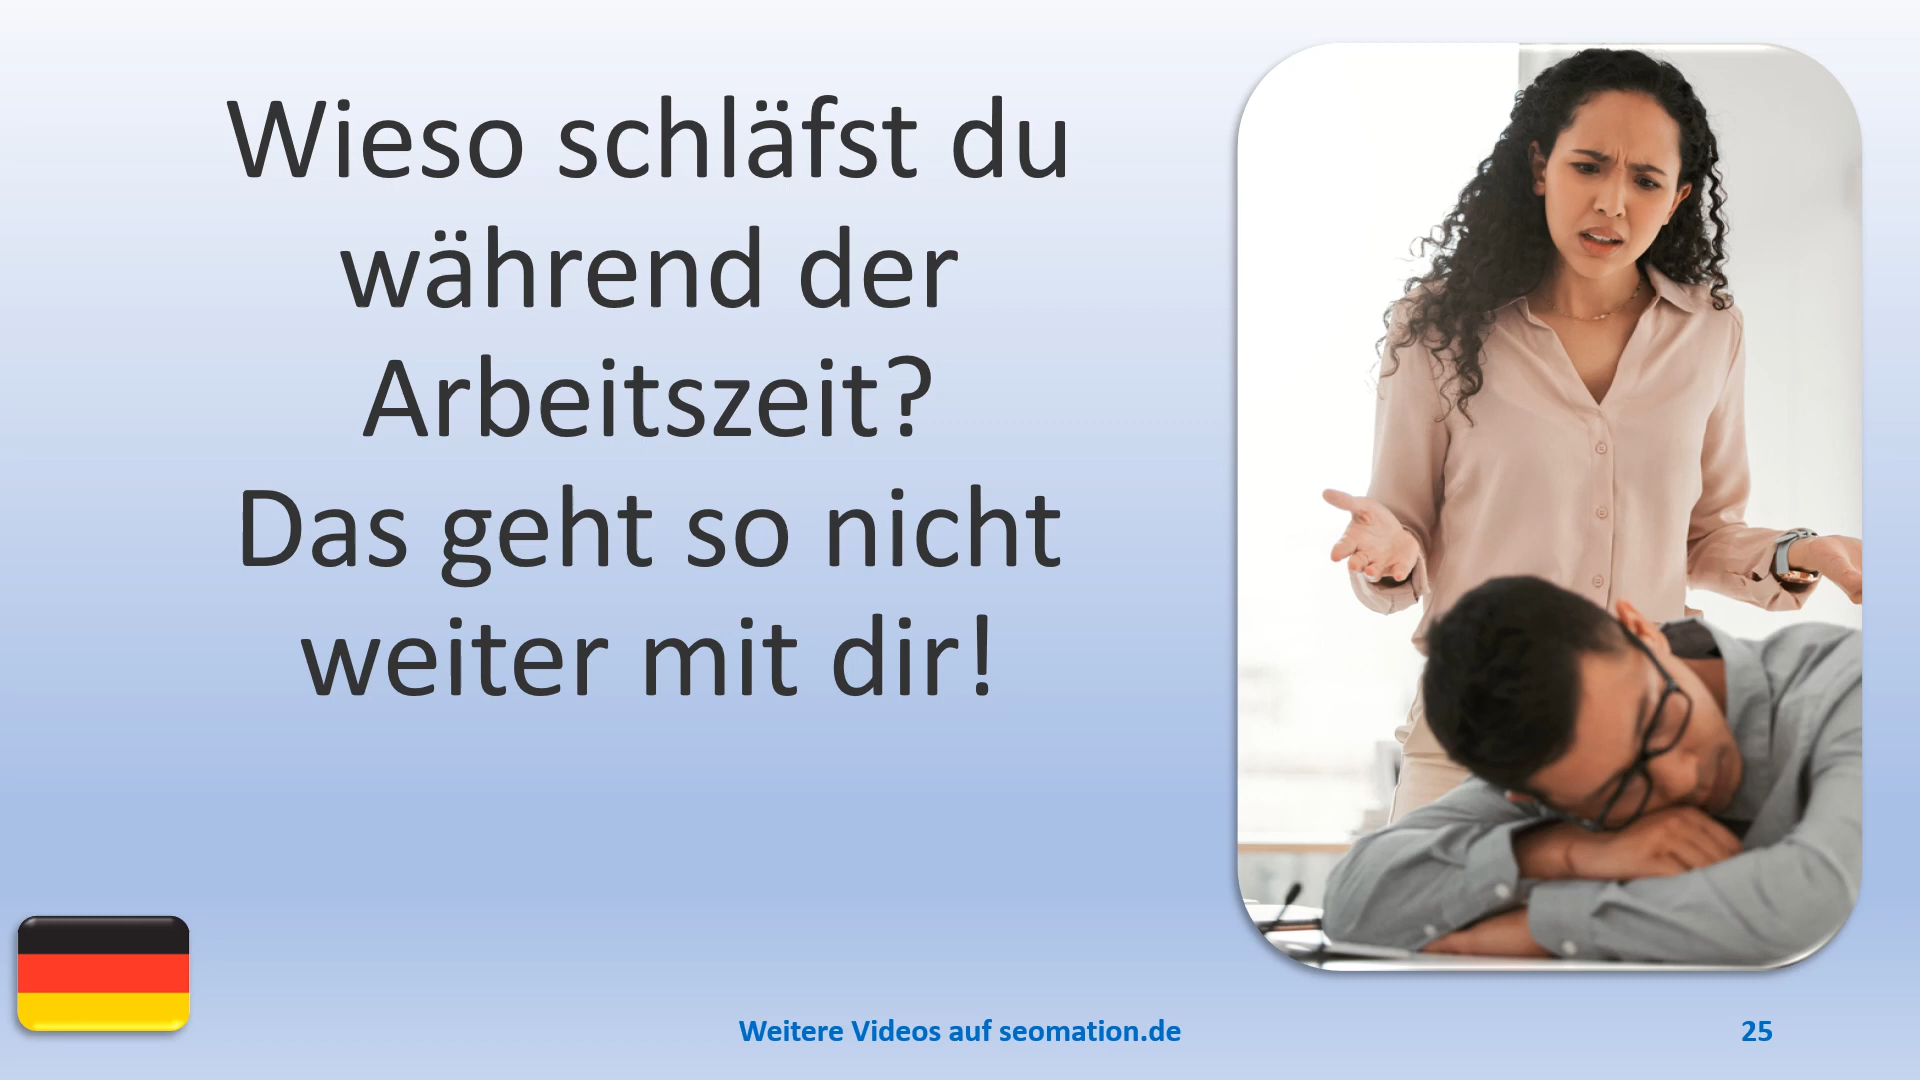 Wieso schläfst du
während der
Arbeitszeit?
Das geht so nicht
weiter mit dir!
Weitere Videos auf seomation.de
25